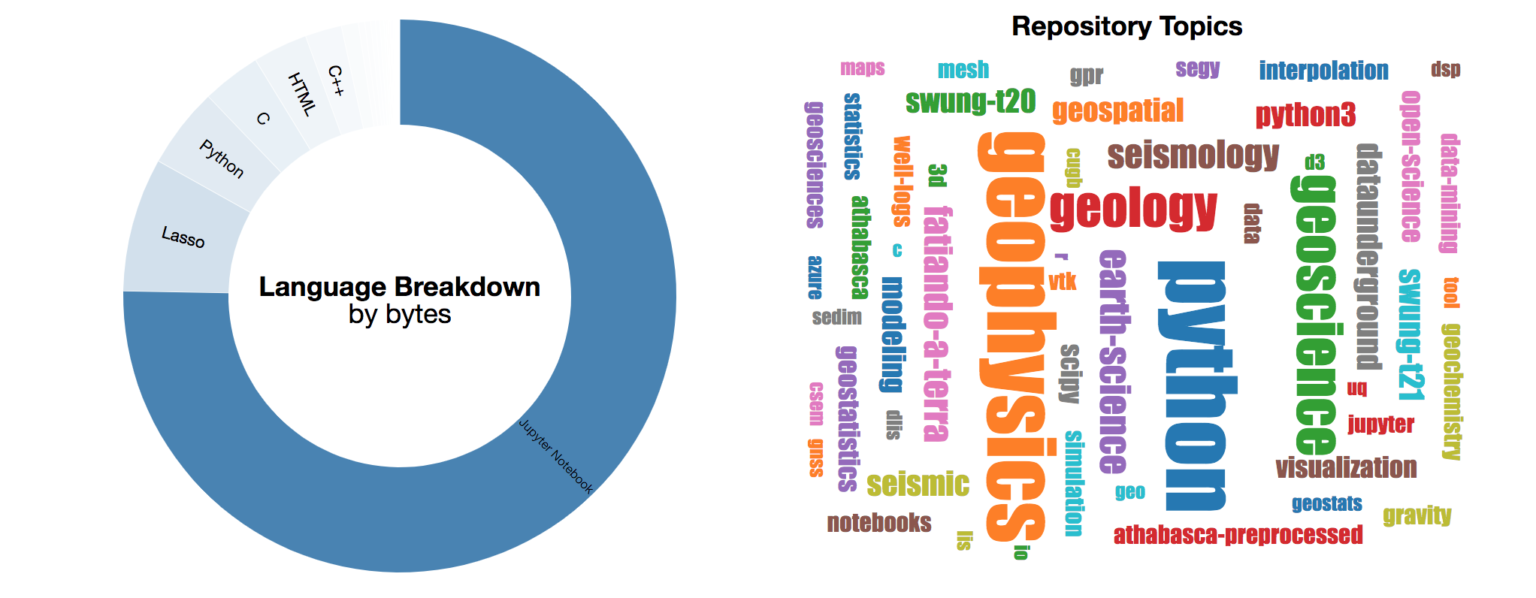 C++
HTML
C
Python
Lasso
Language Breakdown
by bytes
Jupyter Notebook
Repository Topics
maps
mesh
gpr
segy
interpolation
dsp
swung-t20
geospatial
python3
geosciences
statistics
well-logs
3d
geophysics
cugb
seismology
d3
dataunderground
open-science
data-mining
geology
data
geoscience
athabasca
c
fatiando-a-terra
r
vtk
earth-science
python
azure
sedim
modeling
swung-t21
tool
geochemistry
csem
geostatistics
dlis
scipy
uq
jupyter
gnss
seismic
simulation
geo
visualization
geostats
gravity
notebooks
lis
io
athabasca-preprocessed